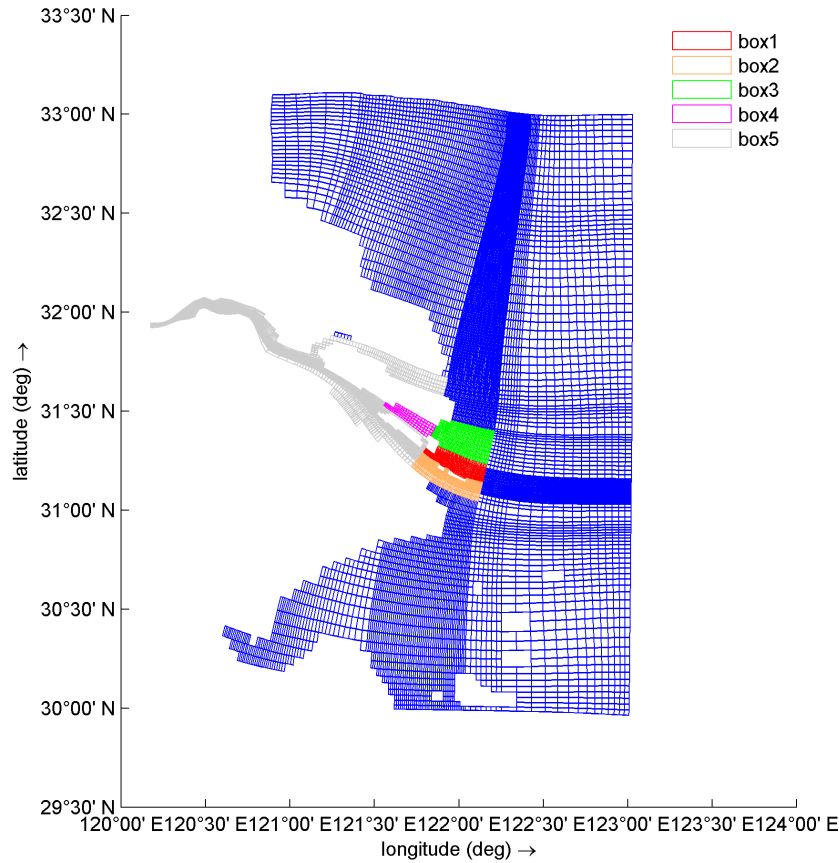 33°30' N
box1
box2
box3
box4
box5
33°00' N
32°30' N
32°00' N
31°30' N
31°00' N
30°30' N
30°00' N
29°30' N
latitude (deg) →
120°00' E120°30' E121°00' E121°30' E122°00' E122°30' E123°00' E123°30' E124°00' E
longitude (deg) →